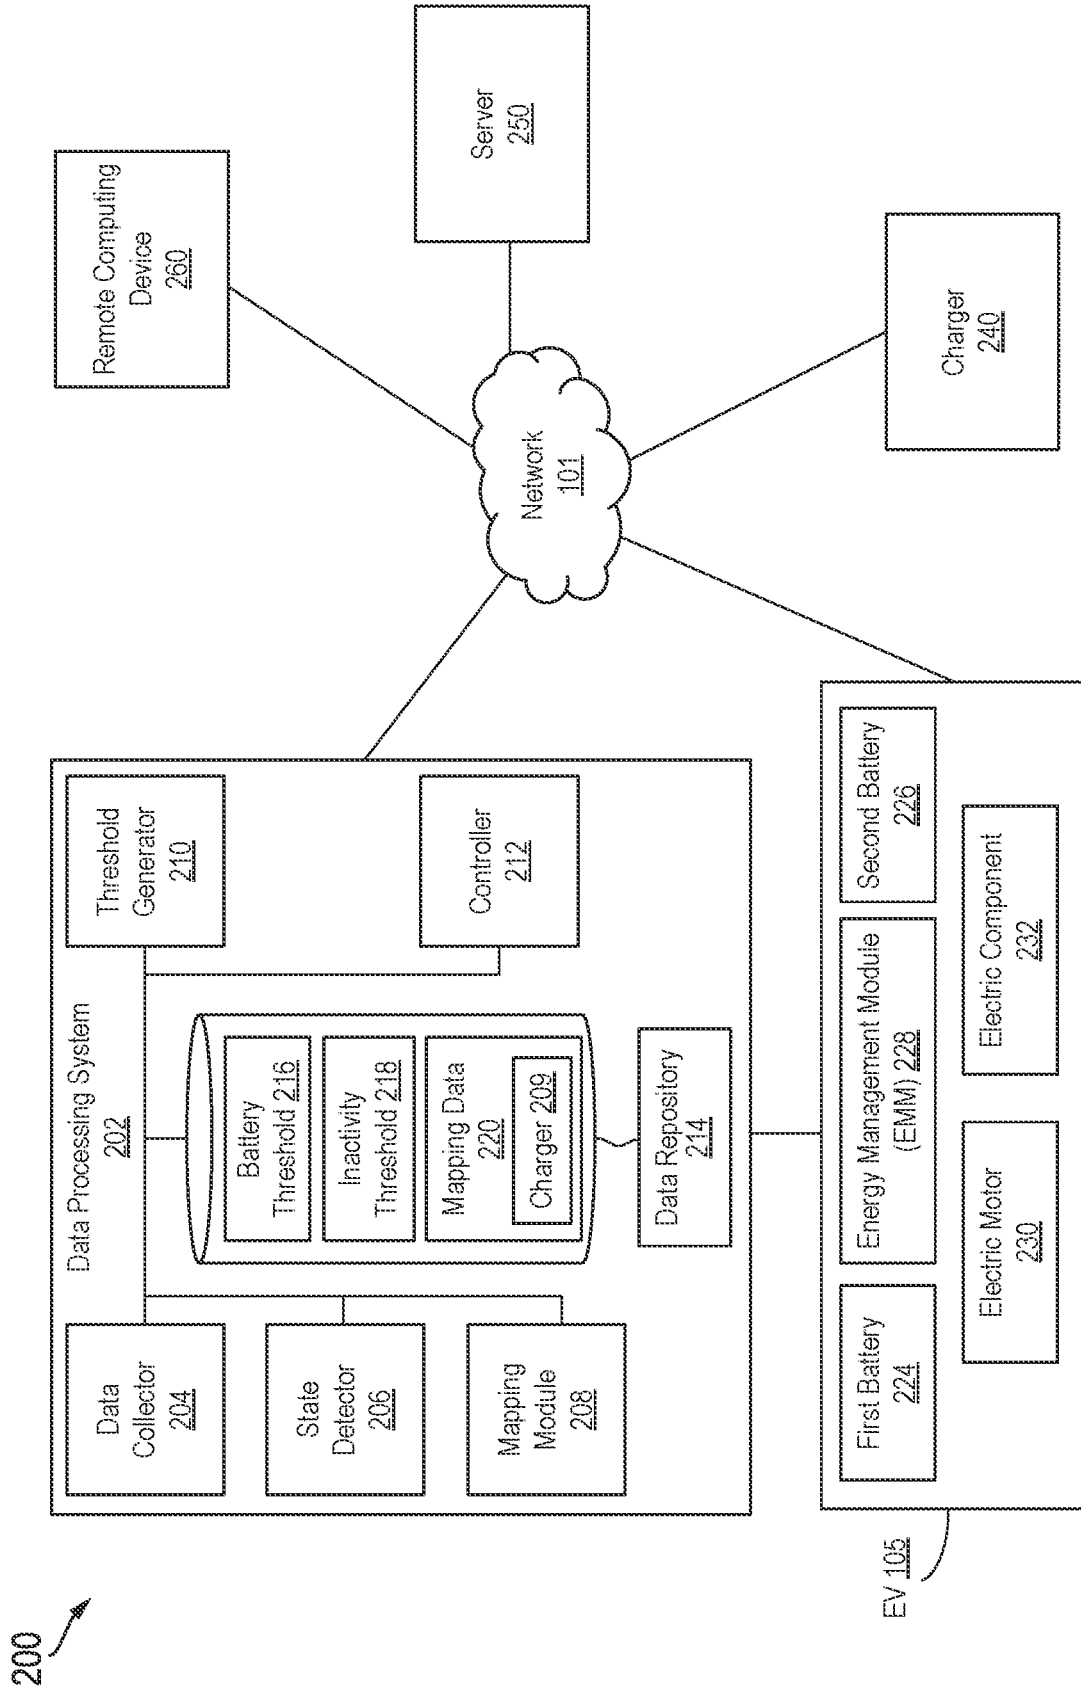 200
Data Processing System
202
Data
Collector
204
State
Detector
206
Mapping
Module
208
Battery
Threshold 216
Inactivity
Threshold 218
Mapping Data
220
Charger 209
Data Repository
214
Threshold
Generator
210
Controller
212
EV 105
First Battery
224
Energy Management Module
(EMM) 228
Second Battery
226
Electric Motor
230
Electric Component
232
Network
101
Remote Computing
Device
260
Server
250
Charger
240